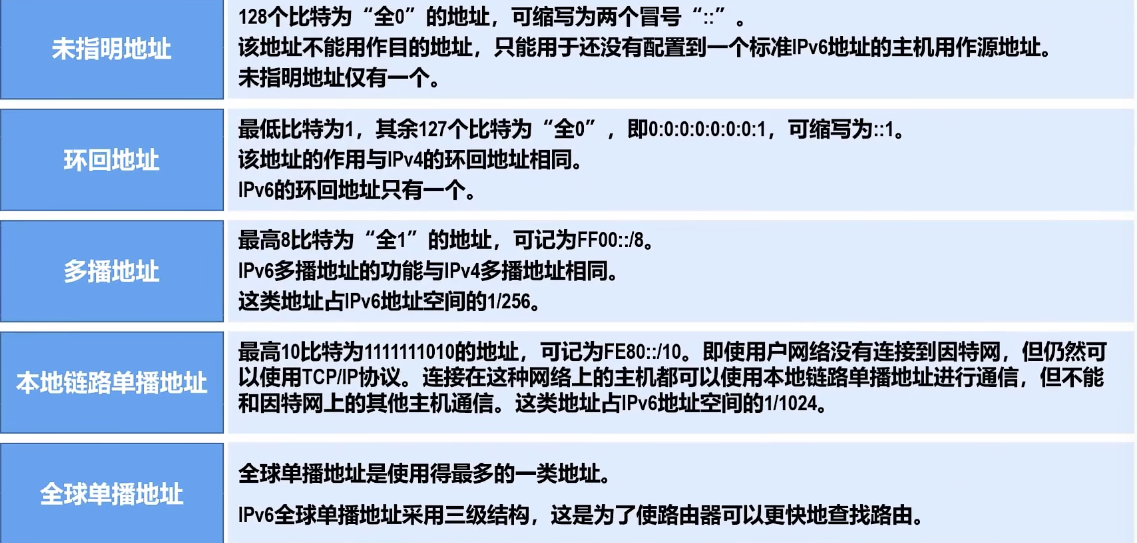 未指明地址
128个比特为“全0”的地址，可缩写为两个冒号“::”。
该地址不能用作目的地址，只能用于还没有配置到一个标准IPv6地址的主机用作源地址。
未指明地址仅有一个。
环回地址
最低比特为1，其余127个比特为“全0”，即0:0:0:0:0:0:0:1，可缩写为::1。
该地址的作用与IPv4的环回地址相同。
IPv6的环回地址只有一个。
多播地址
最高8比特为“全1”的地址，可记为FF00::/8。
IPv6多播地址的功能与IPv4多播地址相同。
这类地址占IPv6地址空间的1/256。
本地链路单播地址
最高10比特为1111111010的地址，可记为FE80::/10。即使用户网络没有连接到因特网，但仍然可
以使用TCP/IP协议。连接在这种网络上的主机都可以使用本地链路单播地址进行通信，但不能
和因特网上的其他主机通信。这类地址占IPv6地址空间的1/1024。
全球单播地址
全球单播地址是使用得最多的一类地址。
IPv6全球单播地址采用三级结构，这是为了使路由器可以更快地查找路由。